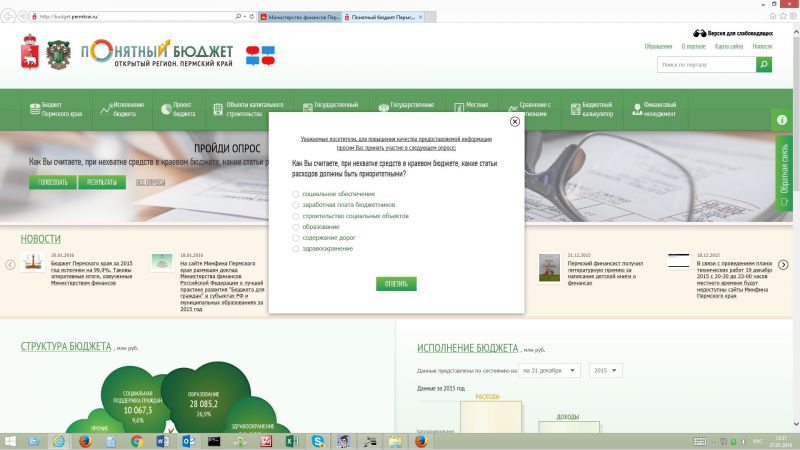 http://budget.permkrai.ru/
Министерство финансов Пер...
Понятный бюджет Пермс...
Версия для слабовидящих
ПОНЯТНЫЙ БЮДЖЕТ
ОТКРЫТЫЙ РЕГИОН. ПЕРМСКИЙ КРАЙ
Обращения О портале Карта сайта Новости
Поиск по порталу
Бюджет
Пермского края
Исполнение
бюджета
Проект
бюджета
Объекты капитального
строительства
Государственный
Государственные
Местные
Сравнение с
регионами
Бюджетный
калькулятор
Финансовый
менеджмент
ПРОЙДИ ОПРОС
Как Вы считаете, при нехватке средств в краевом бюджете, какие статьи р
ГОЛОСОВАТЬ РЕЗУЛЬТАТЫ ВСЕ ОПРОСЫ
Обратная связь
Уважаемые посетители, для повышения качества предоставляемой информации
просим Вас принять участие в следующем опросе:
Как Вы считаете, при нехватке средств в краевом бюджете, какие статьи
расходов должны быть приоритетными?
социальное обеспечение
заработная плата бюджетников
строительство социальных объектов
образование
содержание дорог
здравоохранение
ОТВЕТИТЬ
НОВОСТИ
20.01.2016
Бюджет Пермского края за 2015
год исполнен на 99,9%. Таковы
оперативные итоги, озвученные
Министерством финансов
18.01.2016
На сайте Минфина Пермского
края размещен доклад
Министерства финансов
Российской Федерации о лучшей
практике развития "Бюджета для
граждан" в субъектах РФ и
муниципальных образованиях за
2015 год
21.12.2015
Пермский финансист получил
литературную премию за
написание детской книги о
финансах
18.12.2015
В связи с проведением планов
технических работ 19 декабр
2015 с 20-30 до 23-00 часов
местного времени будут
недоступны сайты Минфина
Пермского края
СТРУКТУРА БЮДЖЕТА , млн руб.
СОЦИАЛЬНАЯ
ПОДДЕРЖКА ГРАЖДАН
10 067,3
9,6%
ОБРАЗОВАНИЕ
28 085,2
26,9%
ПРОЧИЕ
ЗДРАВООХРАНЕНИЕ
ИСПОЛНЕНИЕ БЮДЖЕТА , млн руб.
Данные представлены по состоянию на на 31 декабря 2015
Данные за 2015 год
РАСХОДЫ
ДОХОДЫ
Запланировано
РУС
13:37
27.01.2016